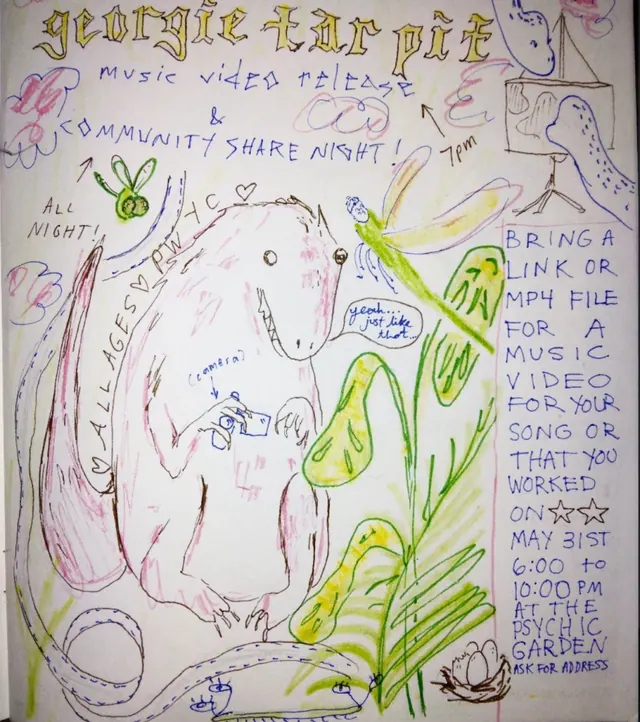 georgie tar pit
music video release
&
COMMUNITY SHARE NIGHT!
7pm
ALL
NIGHT!
♡ ALL AGES ♡ PWYC ♡
yeah...
just like
that...
(camera)
BRING A
LINK OR
MP4 FILE
FOR A
MUSIC
VIDEO
FOR YOUR
SONG OR
THAT YOU
WORKED
ON ☆☆
MAY 31ST
6:00 to
10:00 PM
AT THE
PSYCHIC
GARDEN
ASK FOR ADDRESS